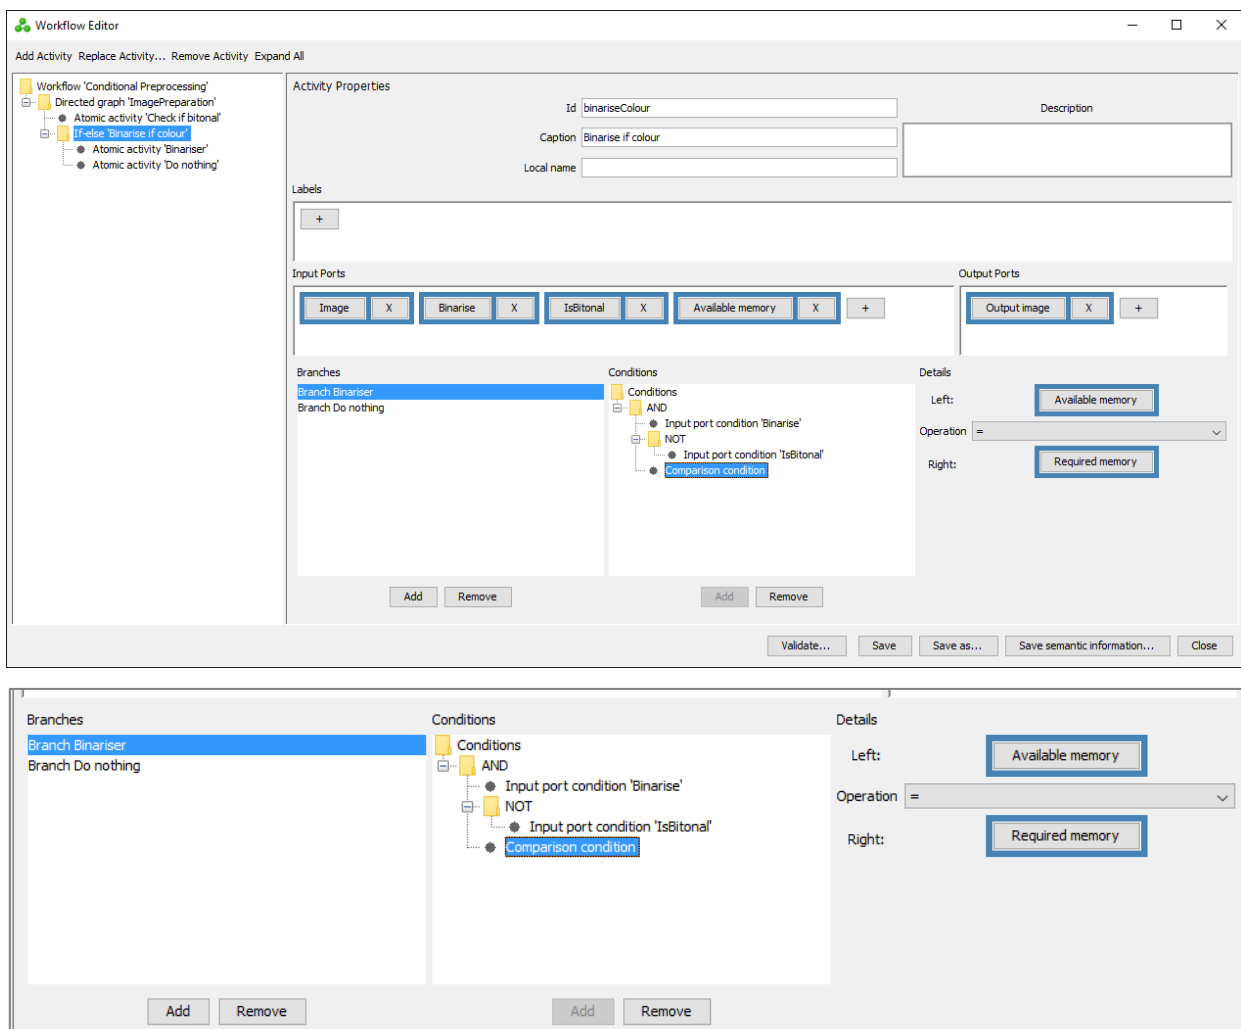 Workflow Editor
Add Activity Replace Activity... Remove Activity Expand All
Workflow 'Conditional Preprocessing'
Directed graph 'ImagePreparation'
Atomic activity 'Check if bitonal'
If-else 'Binarise if colour'
Atomic activity 'Binariser'
Atomic activity 'Do nothing'
Activity Properties
Id binariseColour
Description
Caption Binarise if colour
Local name
Labels
+
Input Ports
Image X Binarise X IsBitonal X Available memory X +
Output Ports
Output image X +
Branches
Branch Binariser
Branch Do nothing
Add Remove
Conditions
Conditions
AND
Input port condition 'Binarise'
NOT
Input port condition 'IsBitonal'
Comparison condition
Add Remove
Details
Left: Available memory
Operation =
Right: Required memory
Validate... Save Save as... Save semantic information... Close
Branches
Branch Binariser
Branch Do nothing
Add Remove
Conditions
Conditions
AND
Input port condition 'Binarise'
NOT
Input port condition 'IsBitonal'
Comparison condition
Add Remove
Details
Left: Available memory
Operation =
Right: Required memory